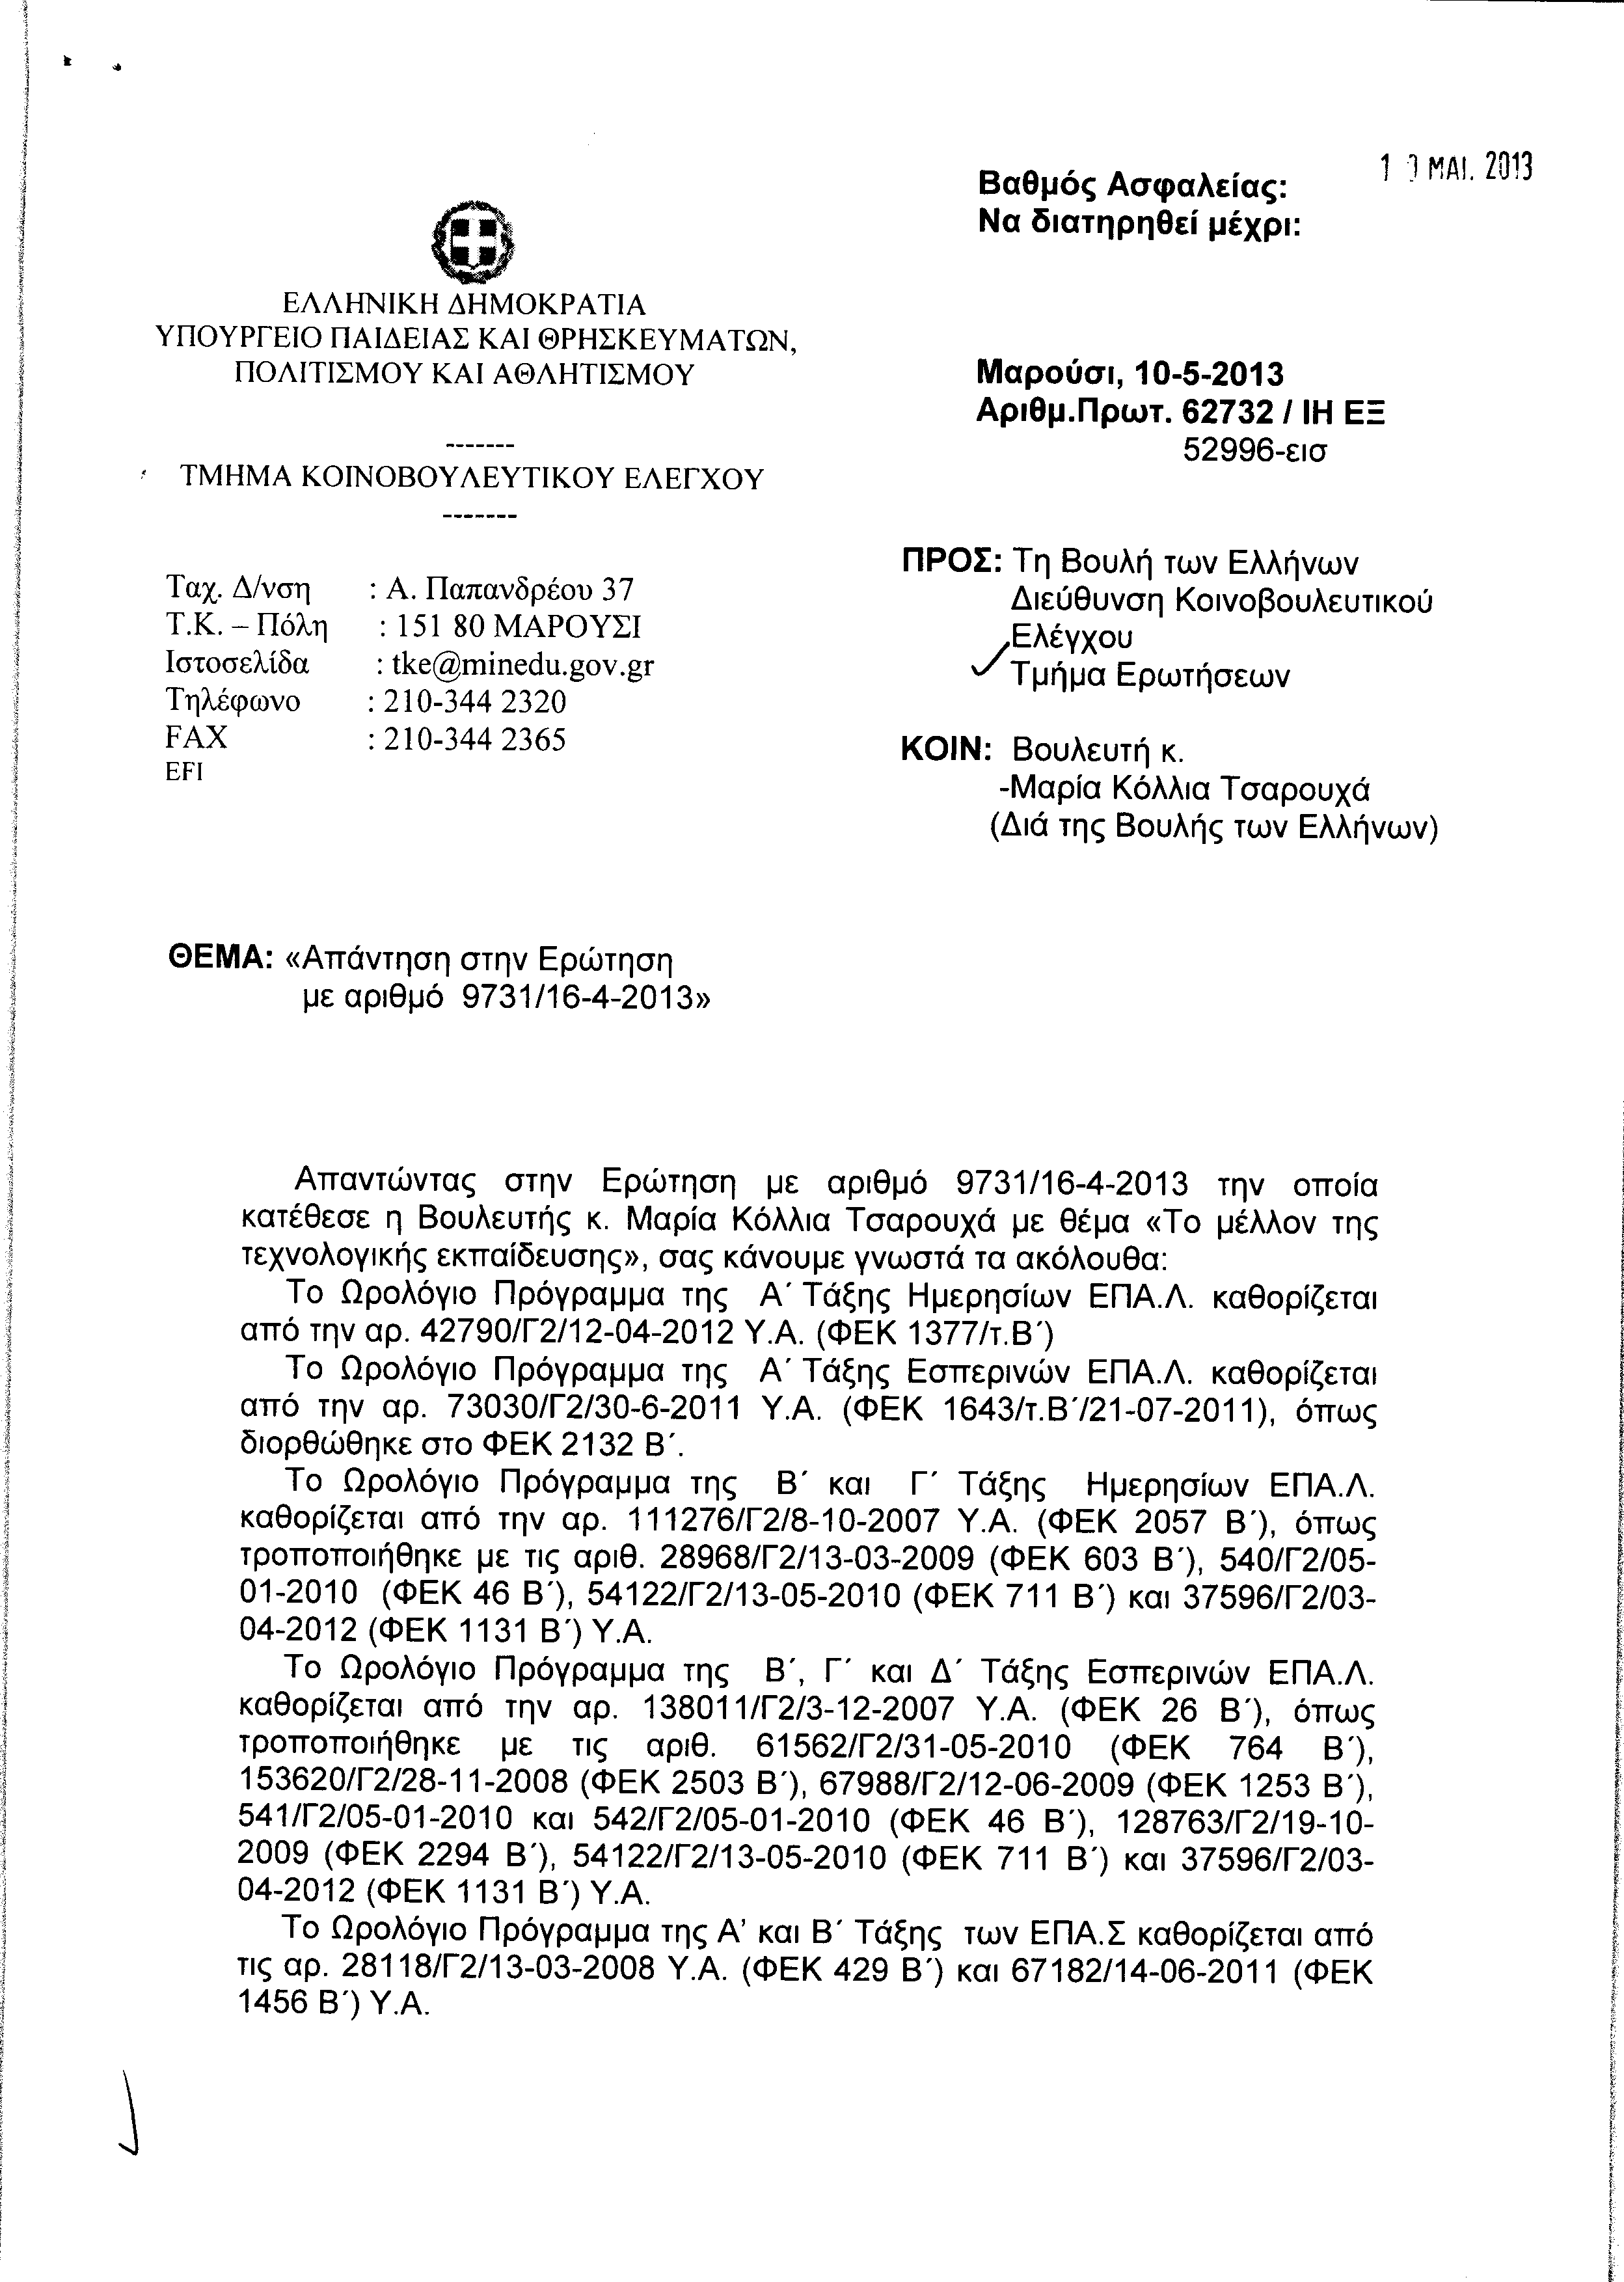 1 ΜΑΙ. 2013
Βαθμός Ασφαλείας:
Να διατηρηθεί μέχρι:
ΕΛΛΗΝΙΚΗ ΔΗΜΟΚΡΑΤΙΑ
ΥΠΟΥΡΓΕΙΟ ΠΑΙΔΕΙΑΣ ΚΑΙ ΘΡΗΣΚΕΥΜΑΤΩΝ,
ΠΟΛΙΤΙΣΜΟΥ ΚΑΙ ΑΘΛΗΤΙΣΜΟΥ
-------
ΤΜΗΜΑ ΚΟΙΝΟΒΟΥΛΕΥΤΙΚΟΥ ΕΛΕΓΧΟΥ
-------
Μαρούσι, 10-5-2013
Αριθμ.Πρωτ. 62732 / ΙΗ ΕΞ
52996-εισ
Ταχ. Δ/νση : Α. Παπανδρέου 37
Τ.Κ. – Πόλη : 151 80 ΜΑΡΟΥΣΙ
Ιστοσελίδα : tke@minedu.gov.gr
Τηλέφωνο : 210-344 2320
FAX : 210-344 2365
EFI
ΠΡΟΣ: Τη Βουλή των Ελλήνων
Διεύθυνση Κοινοβουλευτικού
Ελέγχου
Τμήμα Ερωτήσεων
ΚΟΙΝ: Βουλευτή κ.
-Μαρία Κόλλια Τσαρουχά
(Διά της Βουλής των Ελλήνων)
ΘΕΜΑ: «Απάντηση στην Ερώτηση
με αριθμό 9731/16-4-2013»
Απαντώντας στην Ερώτηση με αριθμό 9731/16-4-2013 την οποία
κατέθεσε η Βουλευτής κ. Μαρία Κόλλια Τσαρουχά με θέμα «Το μέλλον της
τεχνολογικής εκπαίδευσης», σας κάνουμε γνωστά τα ακόλουθα:
Το Ωρολόγιο Πρόγραμμα της Α΄ Τάξης Ημερησίων ΕΠΑ.Λ. καθορίζεται
από την αρ. 42790/Γ2/12-04-2012 Υ.Α. (ΦΕΚ 1377/τ.Β΄)
Το Ωρολόγιο Πρόγραμμα της Α΄ Τάξης Εσπερινών ΕΠΑ.Λ. καθορίζεται
από την αρ. 73030/Γ2/30-6-2011 Υ.Α. (ΦΕΚ 1643/τ.Β΄/21-07-2011), όπως
διορθώθηκε στο ΦΕΚ 2132 Β΄.
Το Ωρολόγιο Πρόγραμμα της Β΄ και Γ΄ Τάξης Ημερησίων ΕΠΑ.Λ.
καθορίζεται από την αρ. 111276/Γ2/8-10-2007 Υ.Α. (ΦΕΚ 2057 Β΄), όπως
τροποποιήθηκε με τις αριθ. 28968/Γ2/13-03-2009 (ΦΕΚ 603 Β΄), 540/Γ2/05-
01-2010 (ΦΕΚ 46 Β΄), 54122/Γ2/13-05-2010 (ΦΕΚ 711 Β΄) και 37596/Γ2/03-
04-2012 (ΦΕΚ 1131 Β΄) Υ.Α.
Το Ωρολόγιο Πρόγραμμα της Β΄, Γ΄ και Δ΄ Τάξης Εσπερινών ΕΠΑ.Λ.
καθορίζεται από την αρ. 138011/Γ2/3-12-2007 Υ.Α. (ΦΕΚ 26 Β΄), όπως
τροποποιήθηκε με τις αριθ. 61562/Γ2/31-05-2010 (ΦΕΚ 764 Β΄),
153620/Γ2/28-11-2008 (ΦΕΚ 2503 Β΄), 67988/Γ2/12-06-2009 (ΦΕΚ 1253 Β΄),
541/Γ2/05-01-2010 και 542/Γ2/05-01-2010 (ΦΕΚ 46 Β΄), 128763/Γ2/19-10-
2009 (ΦΕΚ 2294 Β΄), 54122/Γ2/13-05-2010 (ΦΕΚ 711 Β΄) και 37596/Γ2/03-
04-2012 (ΦΕΚ 1131 Β΄) Υ.Α.
Το Ωρολόγιο Πρόγραμμα της Α’ και Β΄ Τάξης των ΕΠΑ.Σ καθορίζεται από
τις αρ. 28118/Γ2/13-03-2008 Υ.Α. (ΦΕΚ 429 Β΄) και 67182/14-06-2011 (ΦΕΚ
1456 Β΄) Υ.Α.